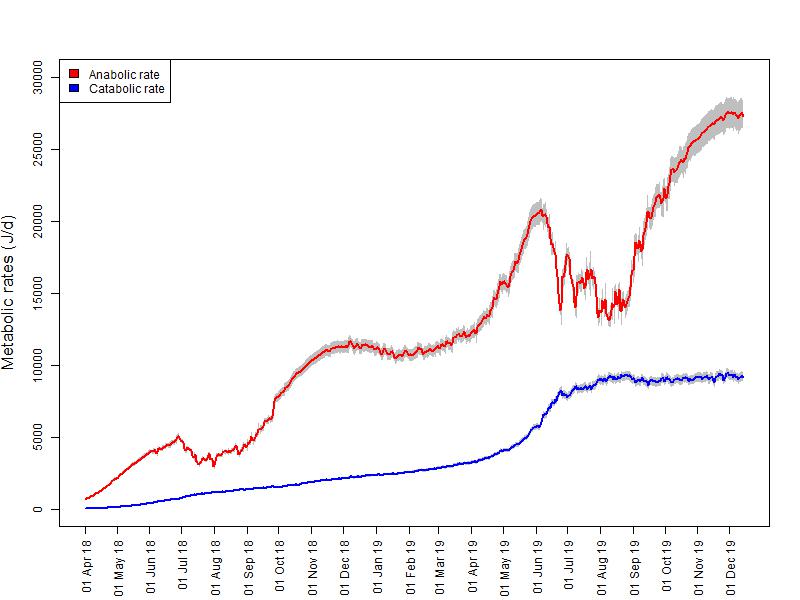 Anabolic rate
Catabolic rate
Metabolic rates (J/d)
30000
25000
20000
15000
10000
5000
0
01 Apr 18
01 May 18
01 Jun 18
01 Jul 18
01 Aug 18
01 Sep 18
01 Oct 18
01 Nov 18
01 Dec 18
01 Jan 19
01 Feb 19
01 Mar 19
01 Apr 19
01 May 19
01 Jun 19
01 Jul 19
01 Aug 19
01 Sep 19
01 Oct 19
01 Nov 19
01 Dec 19